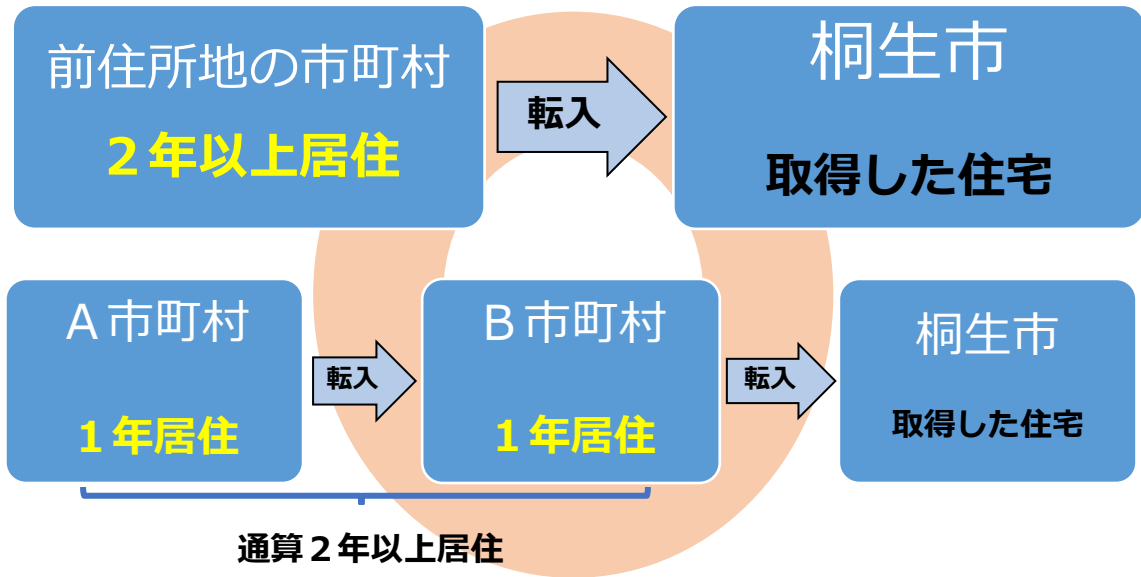 前住所地の市町村
２年以上居住
転入
桐生市
取得した住宅
Ａ市町村
１年居住
転入
Ｂ市町村
１年居住
転入
桐生市
取得した住宅
通算２年以上居住